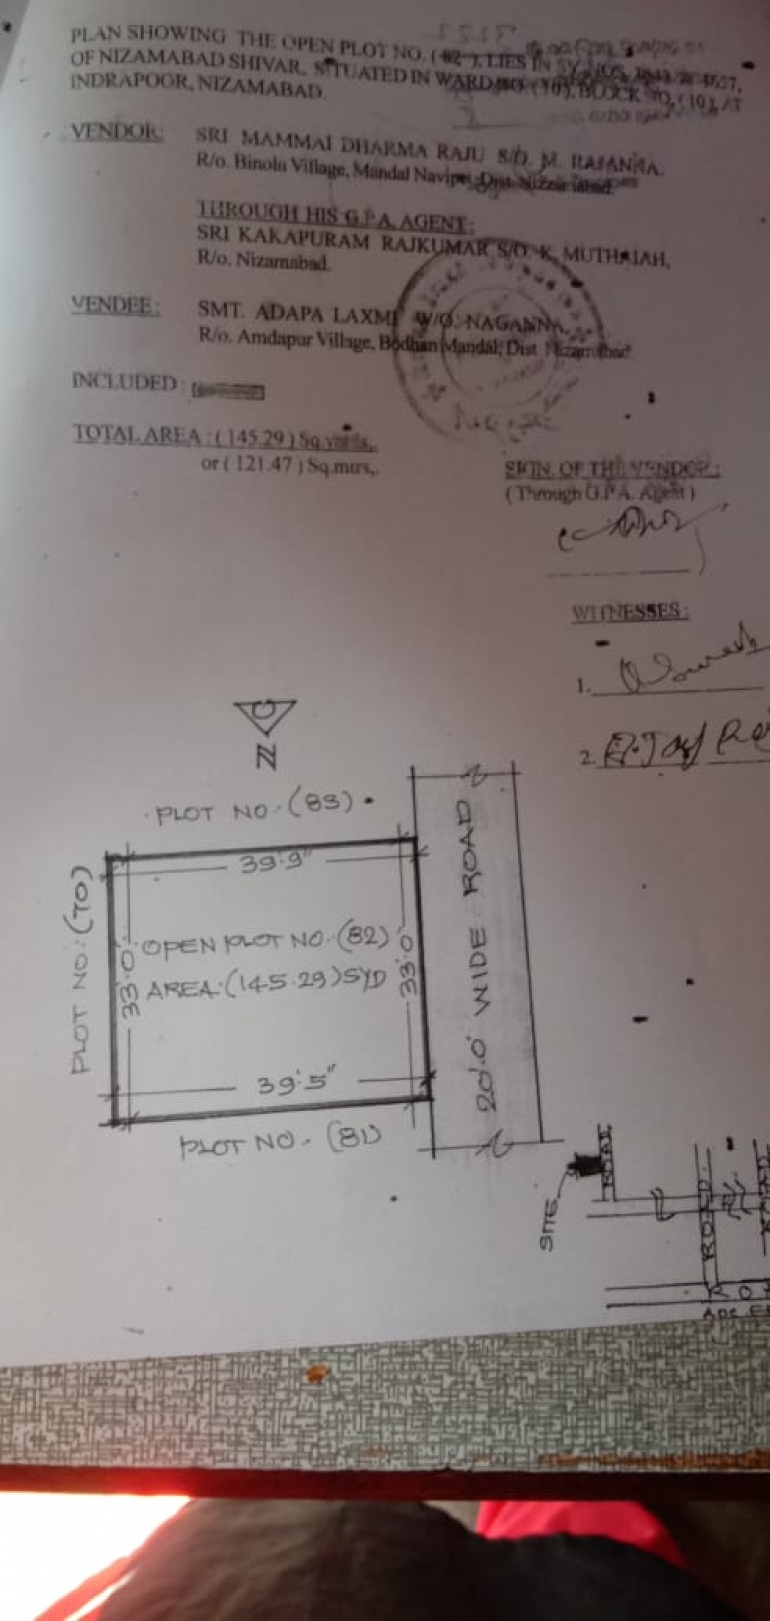 PLAN SHOWING THE OPEN PLOT NO. (82), LIES IN SY. NOS.
OF NIZAMABAD SHIVAR, SITUATED IN WARD NO. (10), BLOCK NO. (10), AT
INDRAPOOR, NIZAMABAD.
VENDOR: SRI MAMMAI DHARMA RAJU S/O. M. RAJANNA.
R/o. Binola Village, Mandal Navipet, Dist. Nizamabad.
THROUGH HIS G.P.A. AGENT:
SRI KAKAPURAM RAJKUMAR S/O. K. MUTHAIAH,
R/o. Nizamabad.
VENDEE: SMT. ADAPA LAXMI W/O. NAGANNA,
R/o. Amdapur Village, Bodhan Mandal, Dist Nizamabad
INCLUDED:
TOTAL AREA : ( 145.29 ) Sq.yards,
or ( 121.47 ) Sq.mtrs,.
SIGN. OF THE VENDOR :
( Through G.P.A. Agent )
WITNESSES :
1.
2.
N
PLOT NO. (83)
39'.9"
PLOT NO. (70)
33'.0"
OPEN PLOT NO. (82)
AREA: (145.29) SYD
33'.0"
39'.5"
PLOT NO. (81)
20'.0" WIDE ROAD
SITE
ROAD
ROAD
ROAD